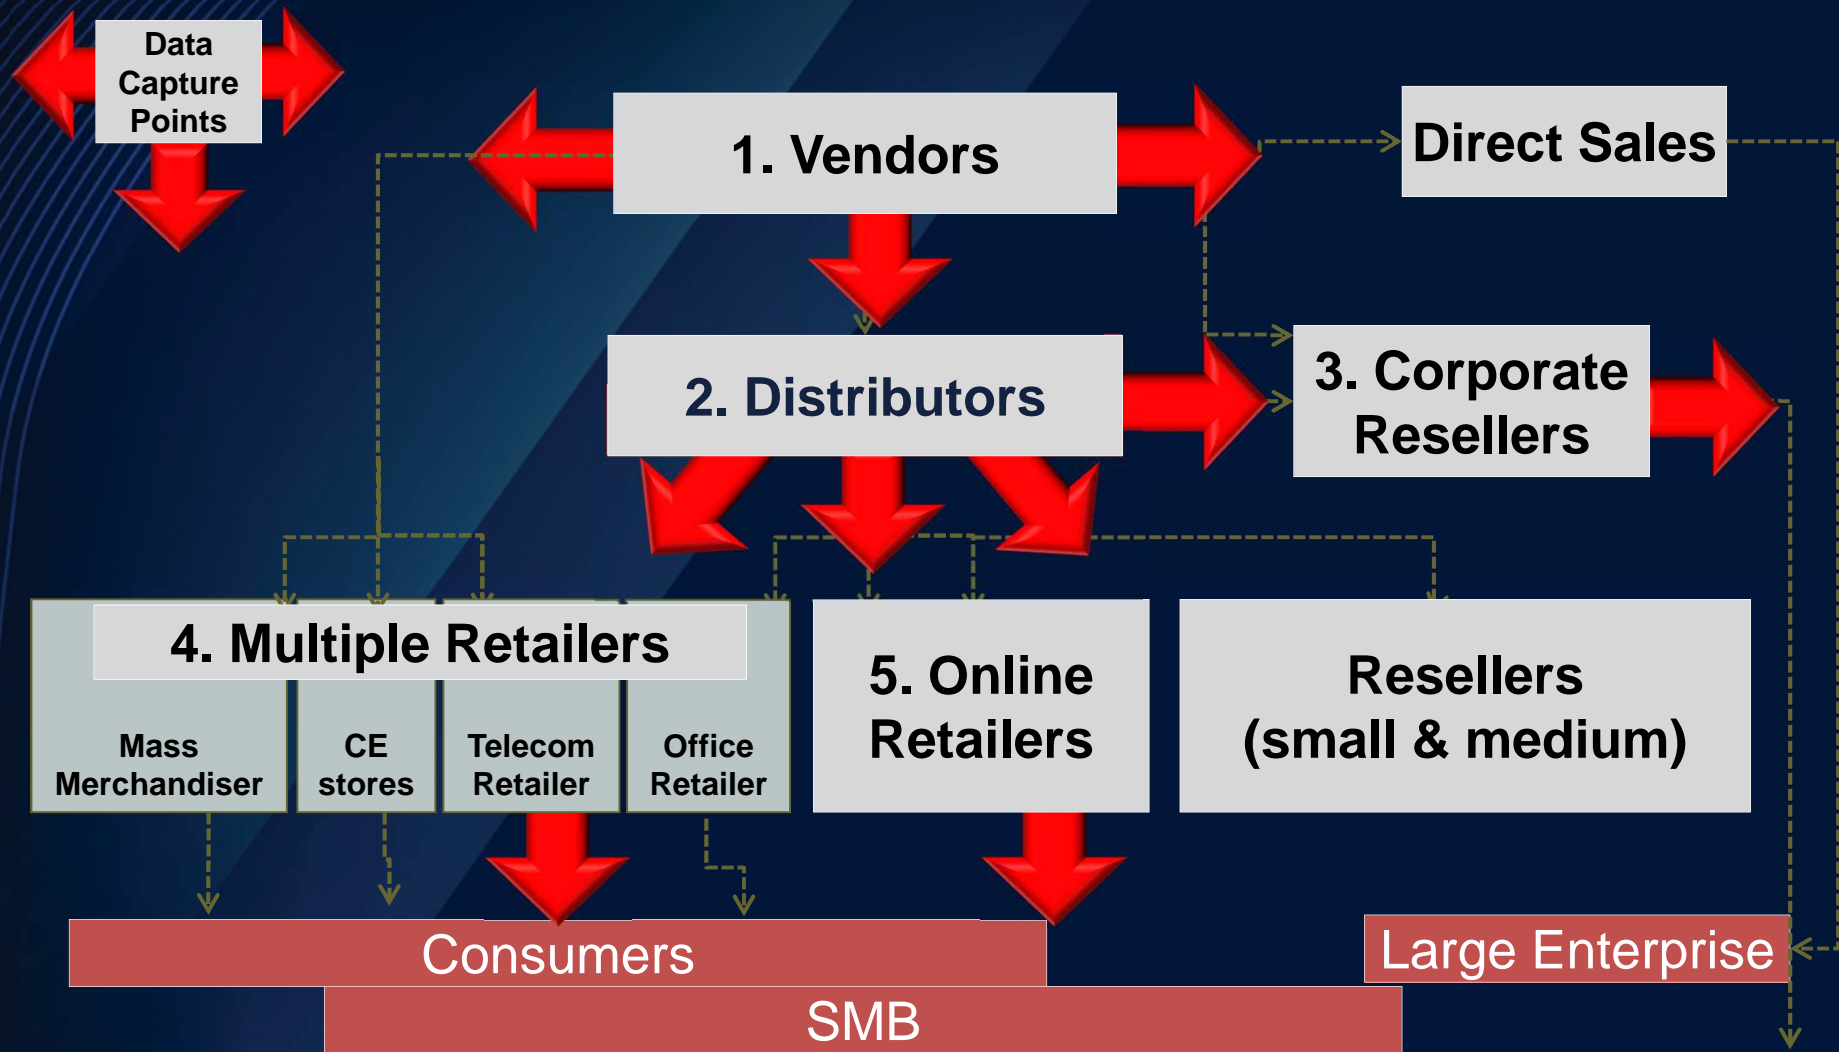 Data
Capture
Points
1. Vendors
Direct Sales
2. Distributors
3. Corporate
Resellers
4. Multiple Retailers
Mass
Merchandiser
CE
stores
Telecom
Retailer
Office
Retailer
5. Online
Retailers
Resellers
(small & medium)
Consumers
Large Enterprise
SMB